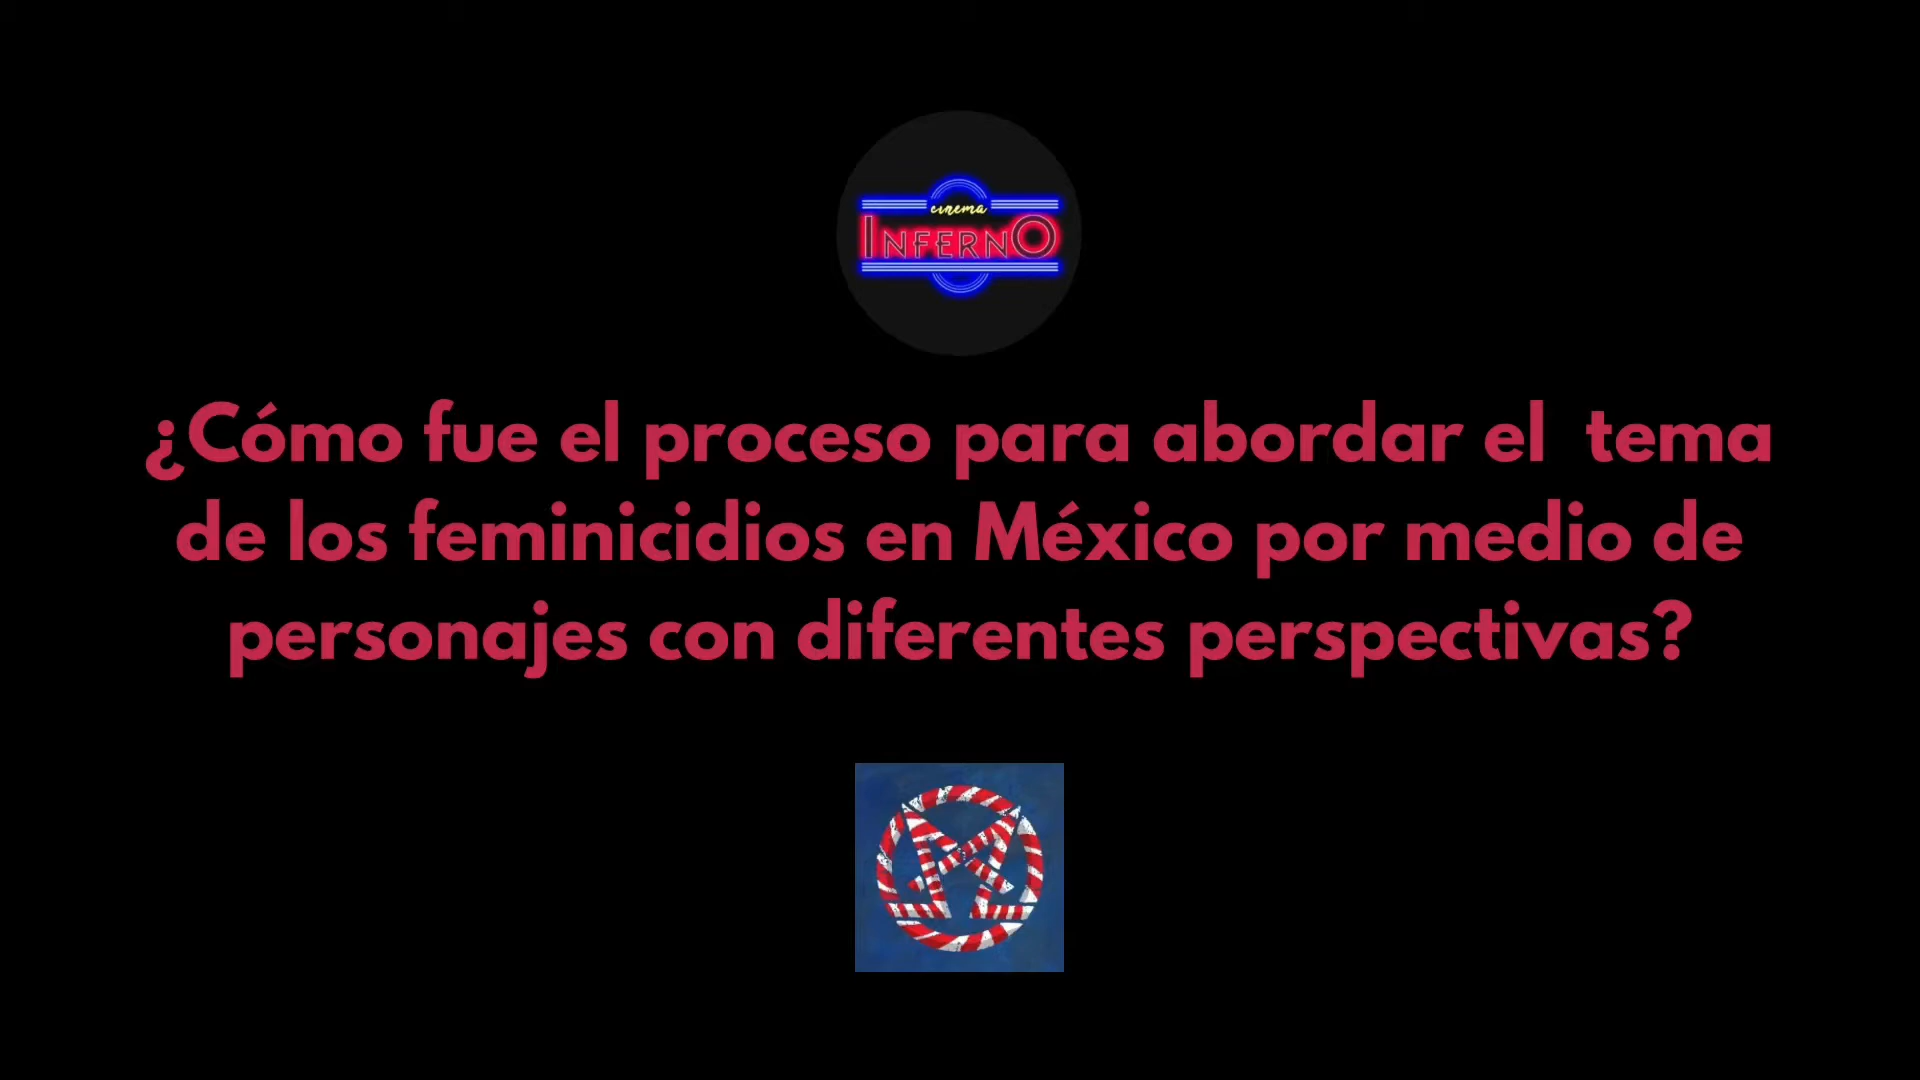 cinema
INFERNO
¿Cómo fue el proceso para abordar el  tema
de los feminicidios en México por medio de
personajes con diferentes perspectivas?